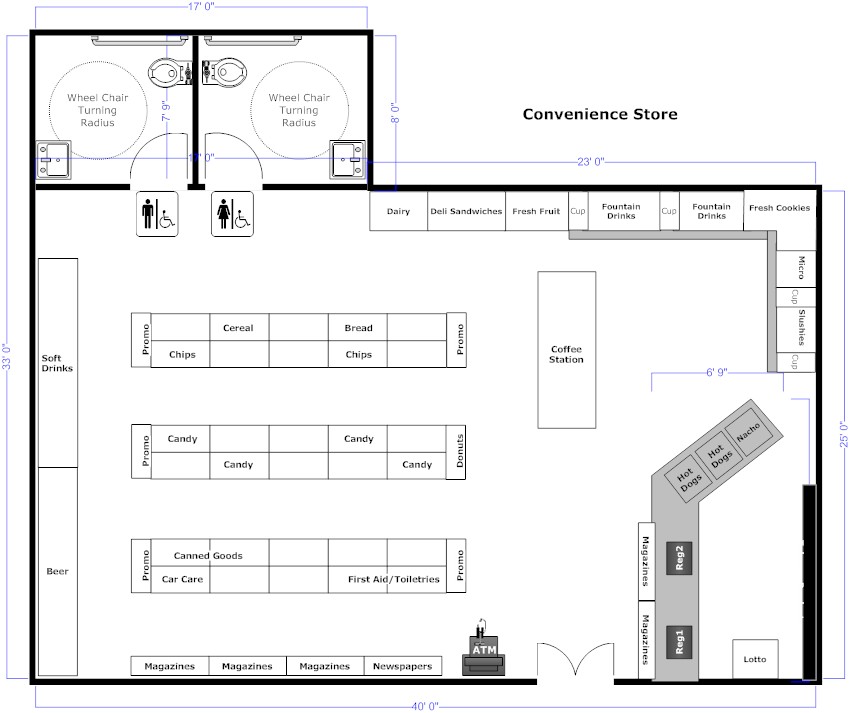 17' 0"
Wheel Chair
Turning
Radius
7' 9"
Wheel Chair
Turning
Radius
8' 0"
Convenience Store
23' 0"
Dairy
Deli Sandwiches
Fresh Fruit
Cup
Fountain
Drinks
Cup
Fountain
Drinks
Fresh Cookies
Micro
Cup
Slushies
Cup
33' 0"
Soft
Drinks
Beer
Promo
Cereal
Bread
Promo
Chips
Chips
Coffee
Station
6' 9"
25' 0"
Promo
Candy
Candy
Donuts
Candy
Candy
Hot
Dogs
Hot
Dogs
Nacho
Promo
Canned Goods
Promo
Car Care
First Aid/Toiletries
Magazines
Reg2
Magazines
Reg1
Lotto
ATM
Magazines
Magazines
Magazines
Newspapers
40' 0"